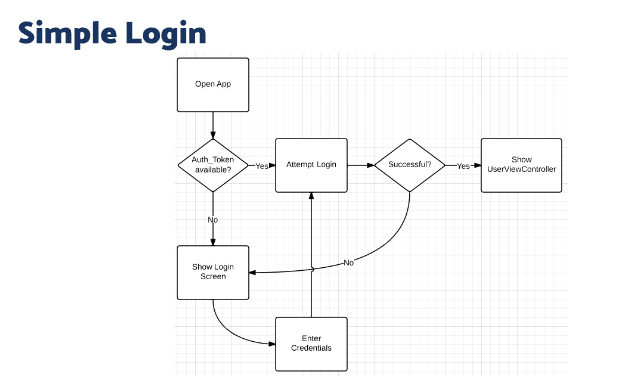 Simple Login
Open App
Auth_Token
available?
Yes
Attempt Login
Successful?
Yes
Show
UserViewController
No
Show Login
Screen
No
Enter
Credentials